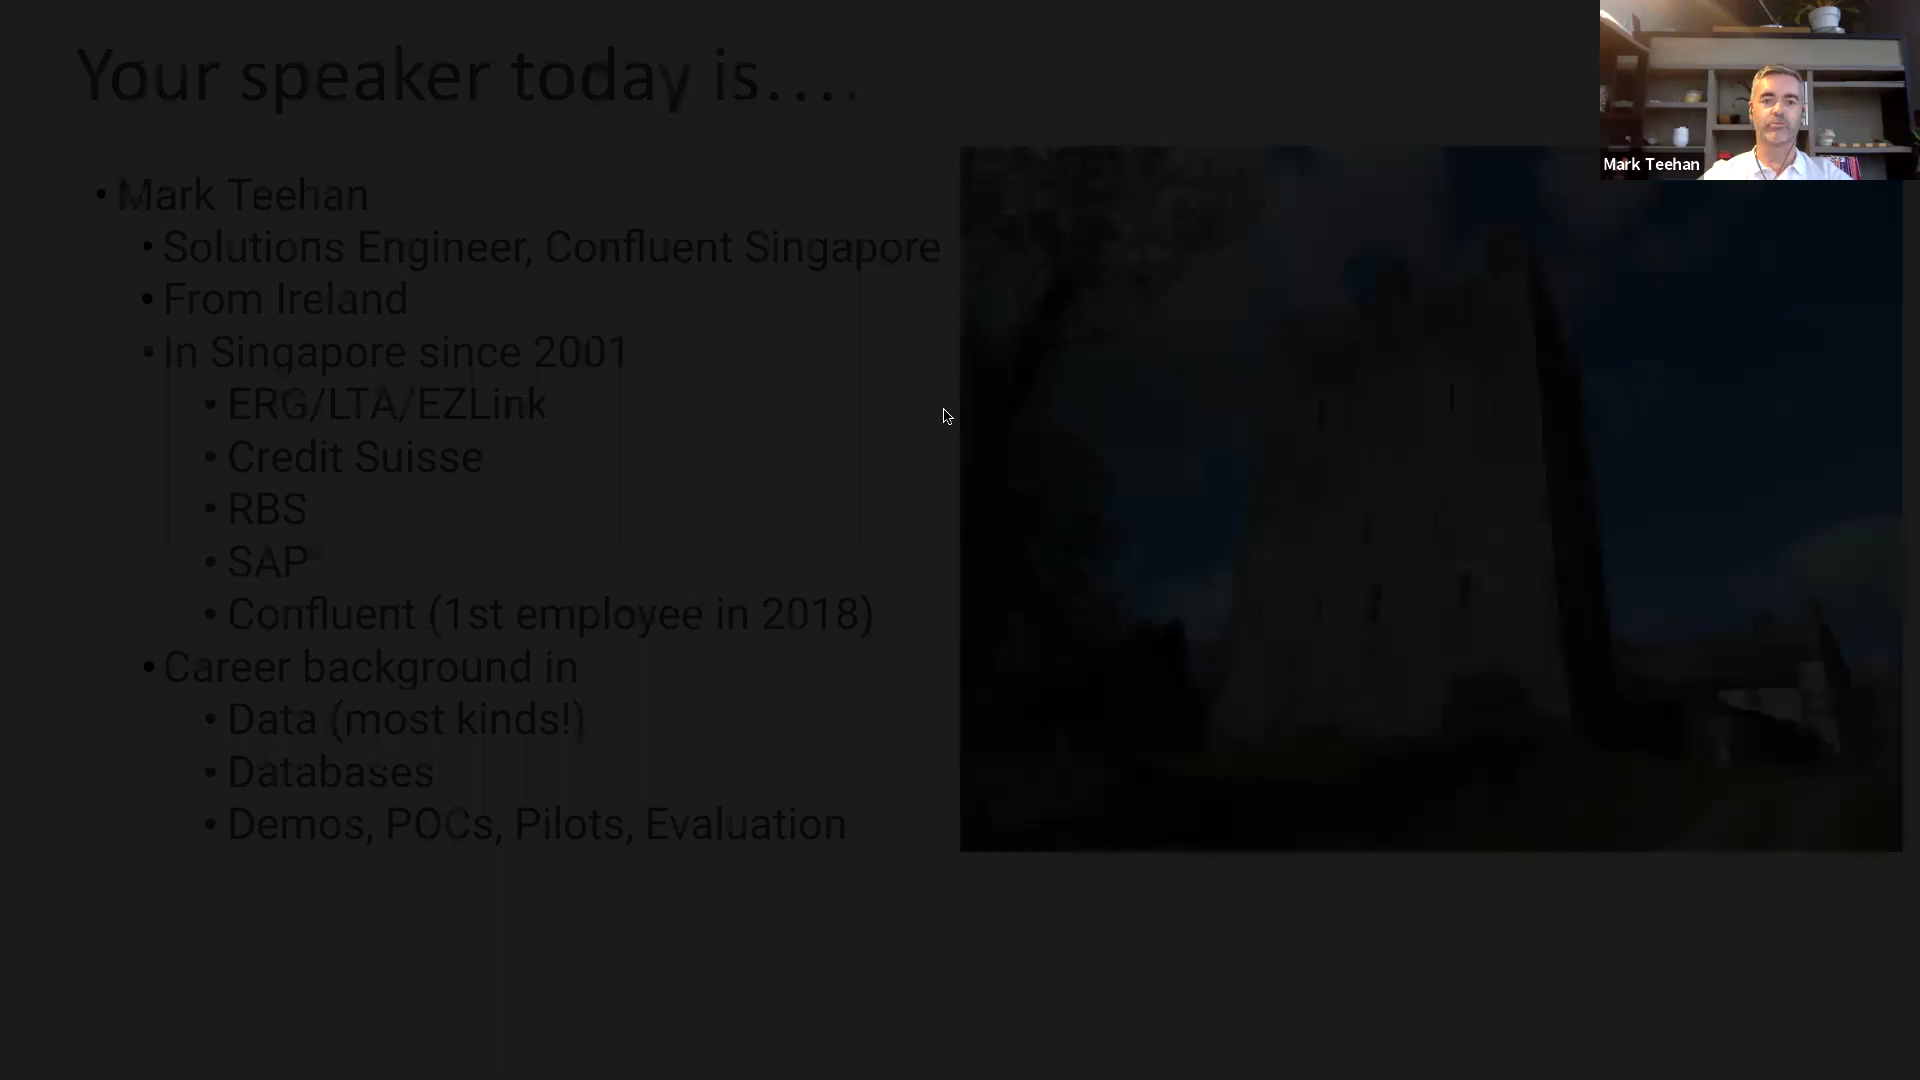 Your speaker today is....
• Mark Teehan
• Solutions Engineer, Confluent Singapore
• From Ireland
• In Singapore since 2001
• ERG/LTA/EZLink
• Credit Suisse
• RBS
• SAP
• Confluent (1st employee in 2018)
• Career background in
• Data (most kinds!)
• Databases
• Demos, POCs, Pilots, Evaluation
Mark Teehan